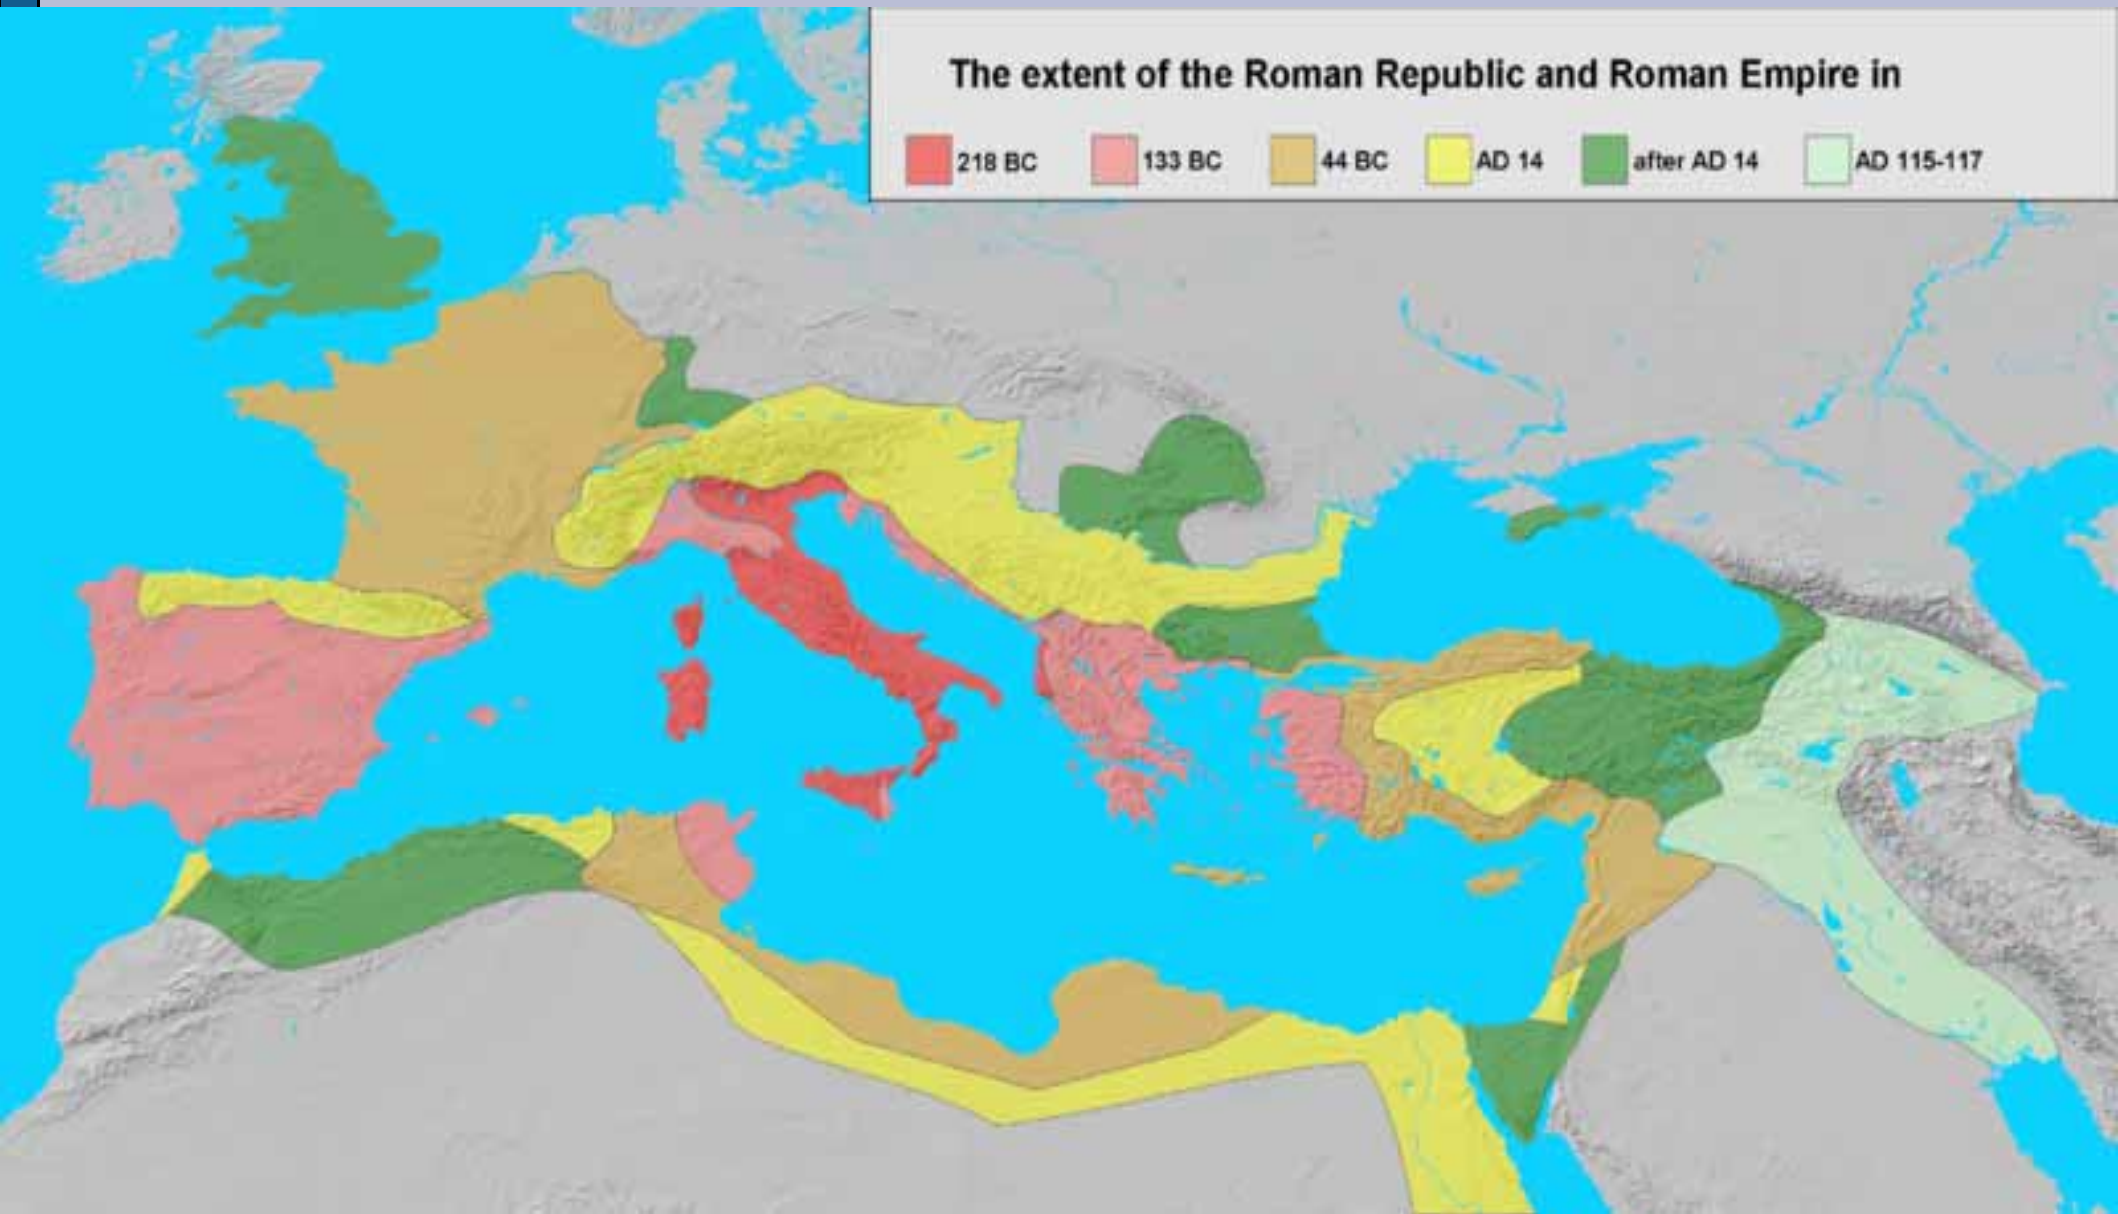 The extent of the Roman Republic and Roman Empire in
218 BC 133 BC 44 BC AD 14 after AD 14 AD 115-117